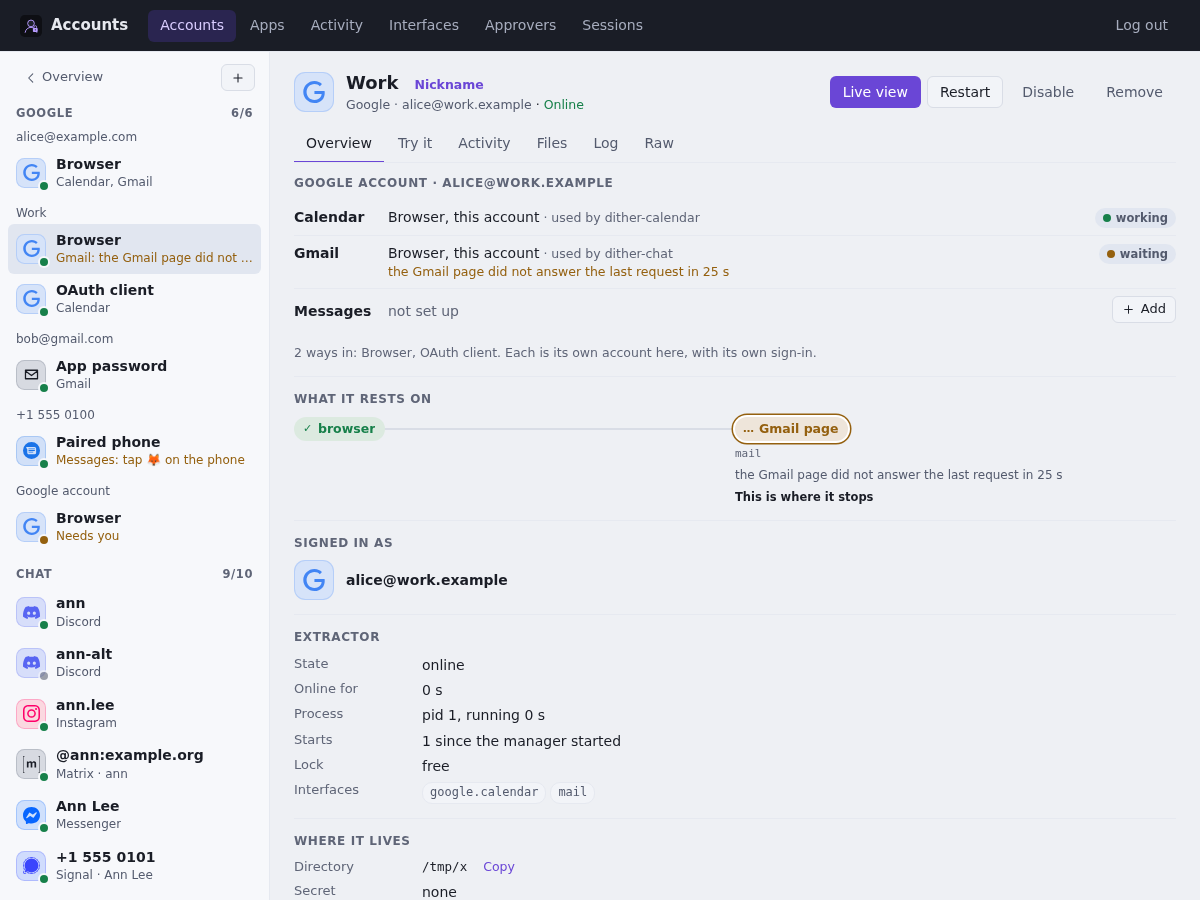 Accounts
Accounts
Apps
Activity
Interfaces
Approvers
Sessions
Log out
Overview
+
GOOGLE 6/6
alice@example.com
Browser
Calendar, Gmail
Work
Browser
Gmail: the Gmail page did not ...
OAuth client
Calendar
bob@gmail.com
App password
Gmail
+1 555 0100
Paired phone
Messages: tap 🦊 on the phone
Google account
Browser
Needs you
CHAT 9/10
ann
Discord
ann-alt
Discord
ann.lee
Instagram
[m]
@ann:example.org
Matrix · ann
Ann Lee
Messenger
+1 555 0101
Signal · Ann Lee
Work Nickname
Google · alice@work.example · Online
Live view
Restart
Disable
Remove
Overview
Try it
Activity
Files
Log
Raw
GOOGLE ACCOUNT · ALICE@WORK.EXAMPLE
Calendar Browser, this account · used by dither-calendar working
Gmail Browser, this account · used by dither-chat waiting
the Gmail page did not answer the last request in 25 s
Messages not set up + Add
2 ways in: Browser, OAuth client. Each is its own account here, with its own sign-in.
WHAT IT RESTS ON
✓ browser
... Gmail page
mail
the Gmail page did not answer the last request in 25 s
This is where it stops
SIGNED IN AS
alice@work.example
EXTRACTOR
State online
Online for 0 s
Process pid 1, running 0 s
Starts 1 since the manager started
Lock free
Interfaces google.calendar mail
WHERE IT LIVES
Directory /tmp/x Copy
Secret none